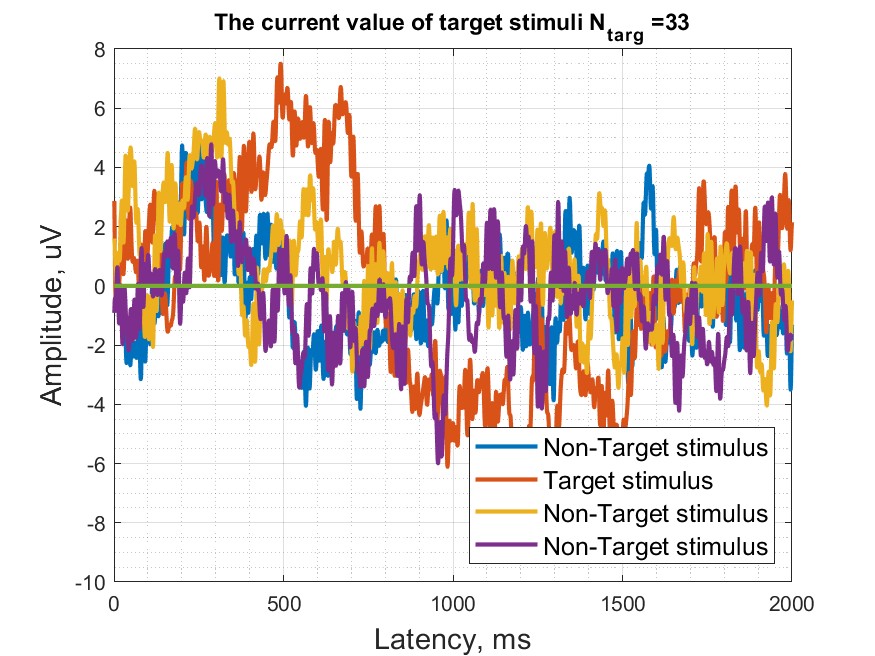 The current value of target stimuli N_targ =33
8
6
4
2
0
-2
-4
-6
-8
-10
Amplitude, uV
Non-Target stimulus
Target stimulus
Non-Target stimulus
Non-Target stimulus
0 500 1000 1500 2000
Latency, ms